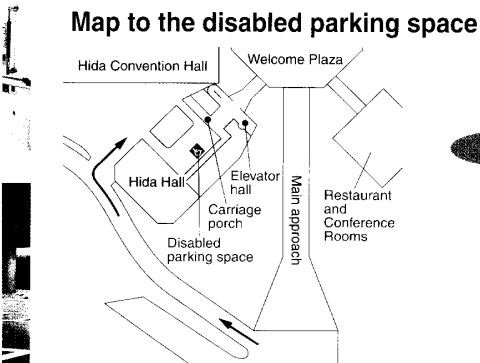 Map to the disabled parking space
Hida Convention Hall
Welcome Plaza
Hida Hall
Elevator
hall
Carriage
porch
Disabled
parking space
Main approach
Restaurant
and
Conference
Rooms